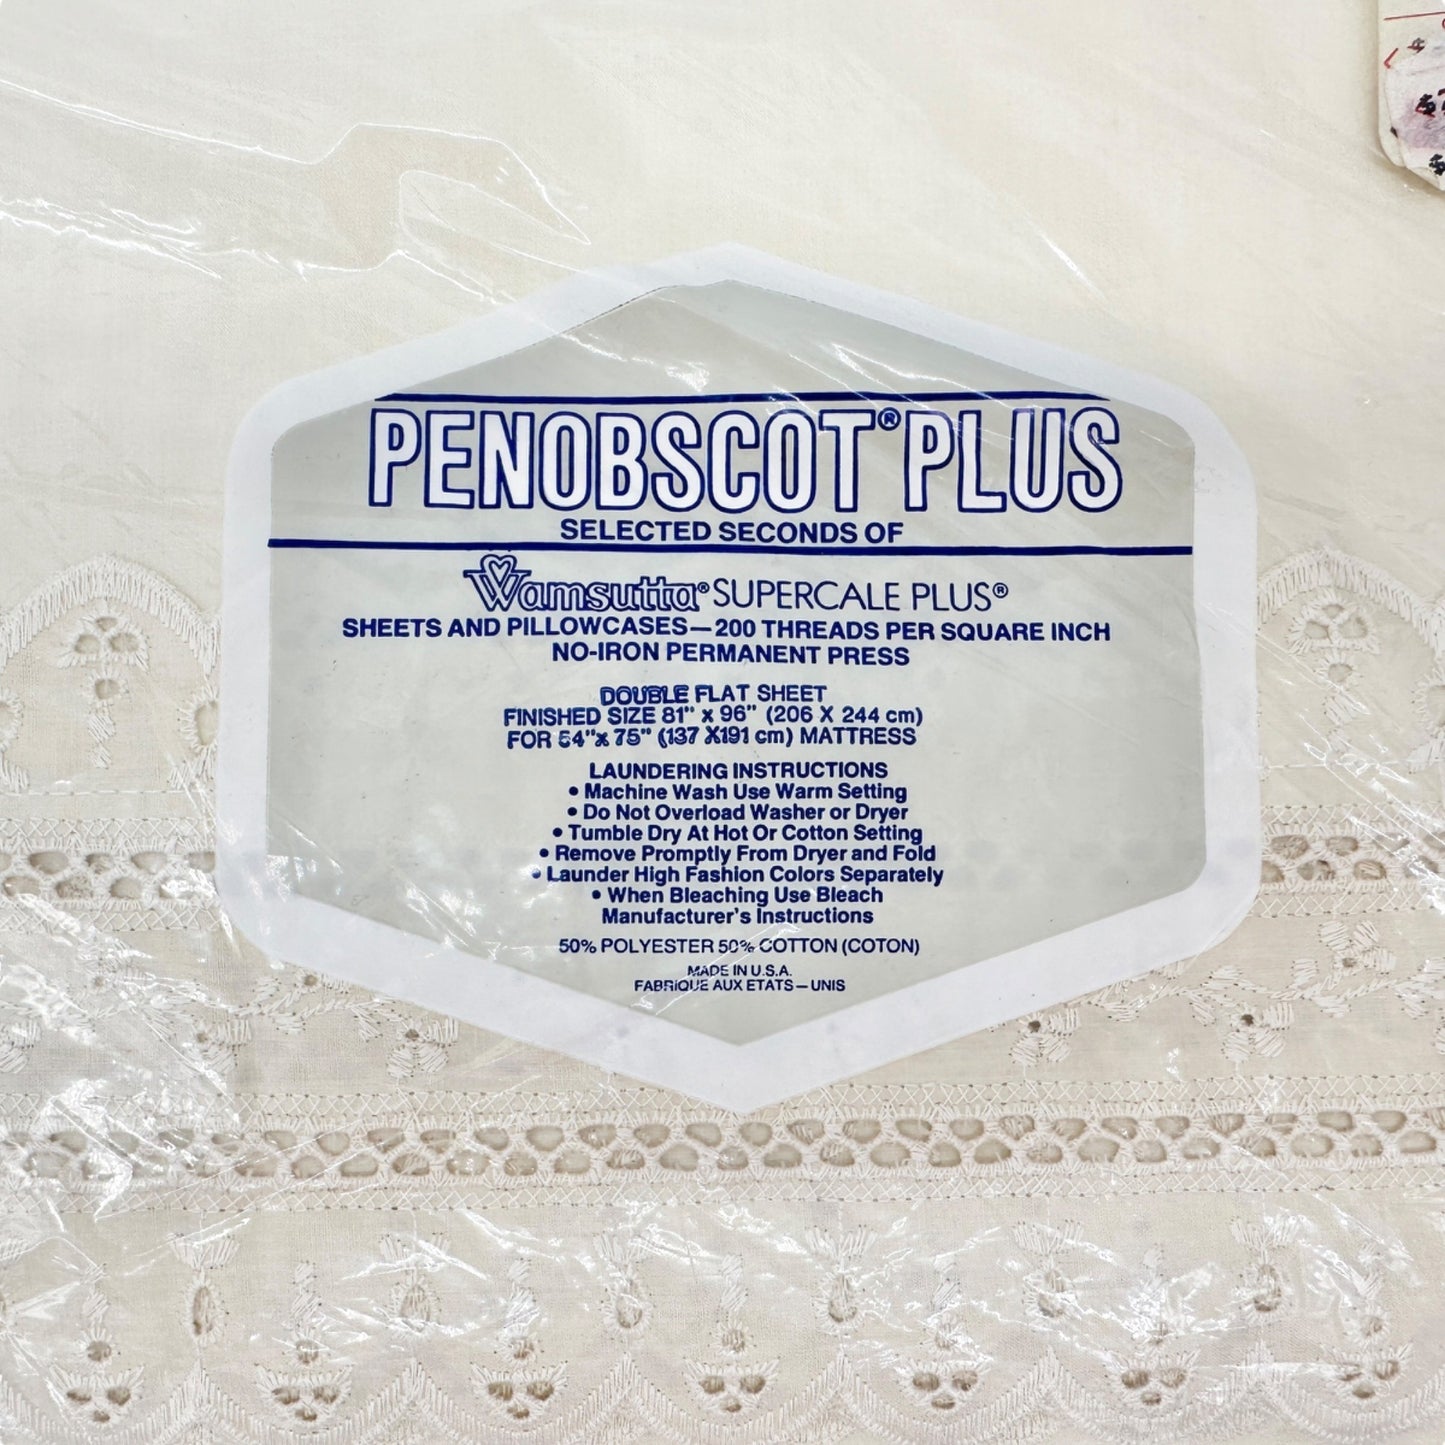 PENOBSCOT® PLUS
SELECTED SECONDS OF
Wamsutta® SUPERCALE PLUS®
SHEETS AND PILLOWCASES—200 THREADS PER SQUARE INCH
NO-IRON PERMANENT PRESS
DOUBLE FLAT SHEET
FINISHED SIZE 81" x 96" (206 X 244 cm)
FOR 54"x 75" (137 X191 cm) MATTRESS
LAUNDERING INSTRUCTIONS
• Machine Wash Use Warm Setting
• Do Not Overload Washer or Dryer
• Tumble Dry At Hot Or Cotton Setting
• Remove Promptly From Dryer and Fold
• Launder High Fashion Colors Separately
• When Bleaching Use Bleach
Manufacturer's Instructions
50% POLYESTER 50% COTTON (COTON)
MADE IN U.S.A.
FABRIQUE AUX ETATS—UNIS